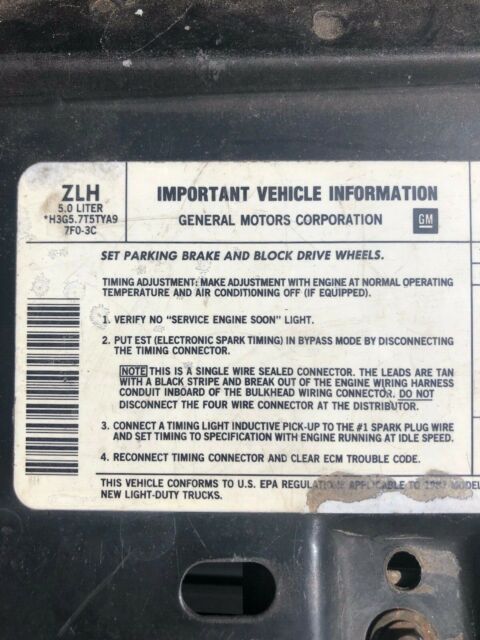 ZLH
5.0 LITER
*H3G5.7T5TYA9
7F0-3C
IMPORTANT VEHICLE INFORMATION
GENERAL MOTORS CORPORATION GM
SET PARKING BRAKE AND BLOCK DRIVE WHEELS.
TIMING ADJUSTMENT: MAKE ADJUSTMENT WITH ENGINE AT NORMAL OPERATING
TEMPERATURE AND AIR CONDITIONING OFF (IF EQUIPPED).
1. VERIFY NO "SERVICE ENGINE SOON" LIGHT.
2. PUT EST (ELECTRONIC SPARK TIMING) IN BYPASS MODE BY DISCONNECTING
THE TIMING CONNECTOR.
NOTE THIS IS A SINGLE WIRE SEALED CONNECTOR. THE LEADS ARE TAN
WITH A BLACK STRIPE AND BREAK OUT OF THE ENGINE WIRING HARNESS
CONDUIT INBOARD OF THE BULKHEAD WIRING CONNECTOR. DO NOT
DISCONNECT THE FOUR WIRE CONNECTOR AT THE DISTRIBUTOR.
3. CONNECT A TIMING LIGHT INDUCTIVE PICK-UP TO THE #1 SPARK PLUG WIRE
AND SET TIMING TO SPECIFICATION WITH ENGINE RUNNING AT IDLE SPEED.
4. RECONNECT TIMING CONNECTOR AND CLEAR ECM TROUBLE CODE.
THIS VEHICLE CONFORMS TO U.S. EPA REGULATIONS APPLICABLE TO 1987 MODEL
NEW LIGHT-DUTY TRUCKS.